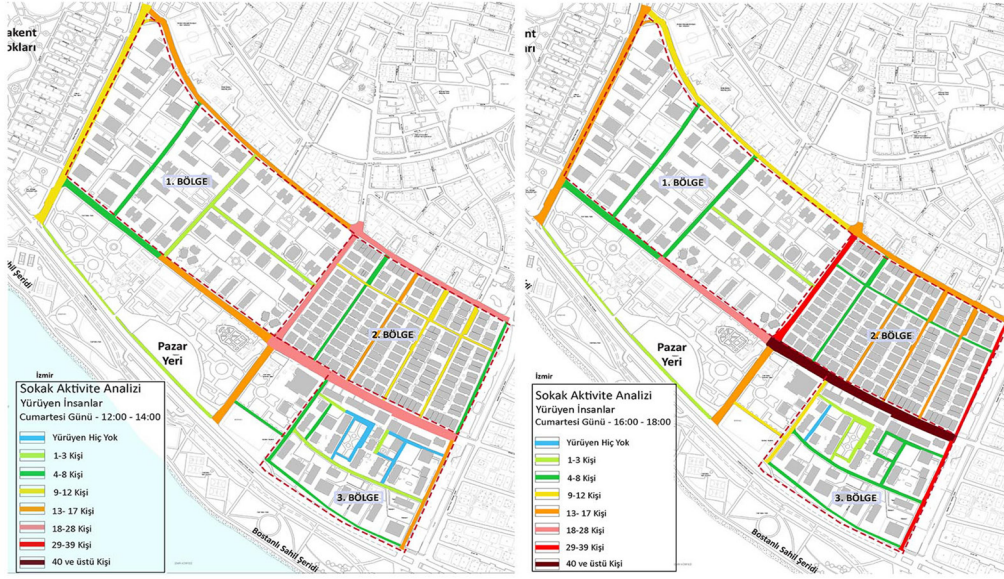 akent
okları
1. BÖLGE
2. BÖLGE
Pazar
Yeri
3. BÖLGE
Sahil Şeridi
Bostanlı Sahil Şeridi
İzmir
Sokak Aktivite Analizi
Yürüyen İnsanlar
Cumartesi Günü - 12:00 - 14:00
Yürüyen Hiç Yok
1-3 Kişi
4-8 Kişi
9-12 Kişi
13- 17 Kişi
18-28 Kişi
29-39 Kişi
40 ve üstü Kişi
ent
rı
1. BÖLGE
2. BÖLGE
Pazar
Yeri
3. BÖLGE
Sahil Şeridi
Bostanlı Sahil Şeridi
İzmir
Sokak Aktivite Analizi
Yürüyen İnsanlar
Cumartesi Günü - 16:00 - 18:00
Yürüyen Hiç Yok
1-3 Kişi
4-8 Kişi
9-12 Kişi
13- 17 Kişi
18-28 Kişi
29-39 Kişi
40 ve üstü Kişi